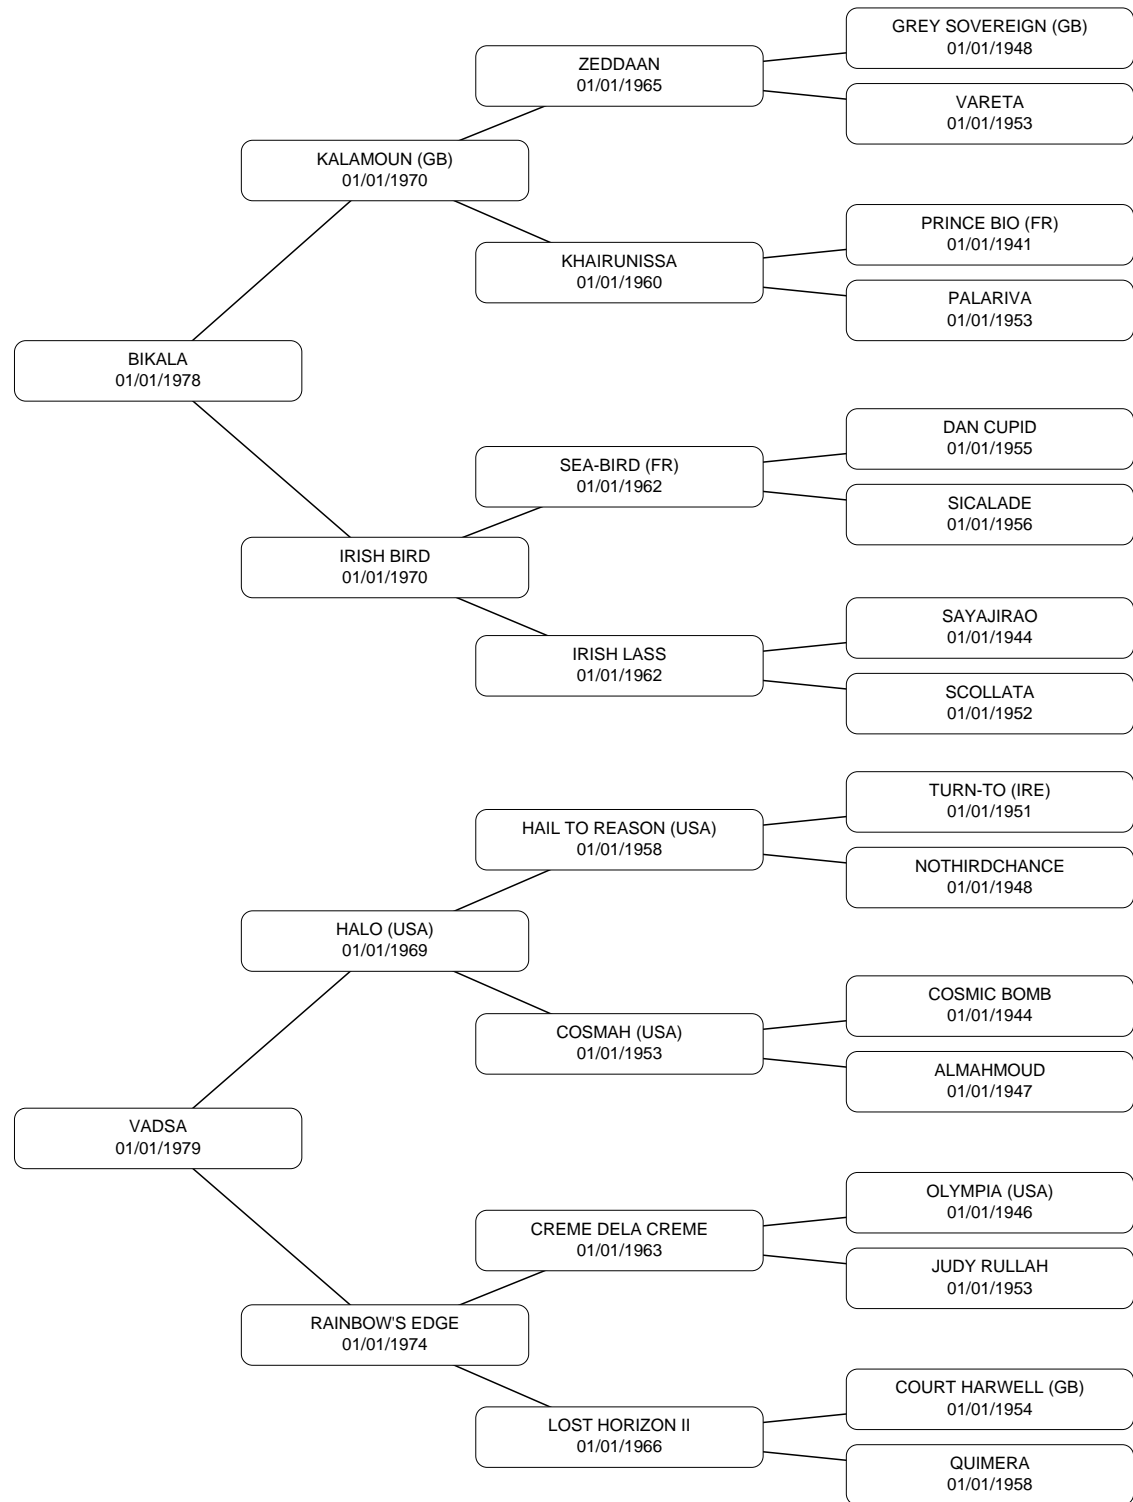 GREY SOVEREIGN (GB)
01/01/1948
ZEDDAAN
01/01/1965
VARETA
01/01/1953
KALAMOUN (GB)
01/01/1970
PRINCE BIO (FR)
01/01/1941
KHAIRUNISSA
01/01/1960
PALARIVA
01/01/1953
BIKALA
01/01/1978
DAN CUPID
01/01/1955
SEA-BIRD (FR)
01/01/1962
SICALADE
01/01/1956
IRISH BIRD
01/01/1970
SAYAJIRAO
01/01/1944
IRISH LASS
01/01/1962
SCOLLATA
01/01/1952
TURN-TO (IRE)
01/01/1951
HAIL TO REASON (USA)
01/01/1958
NOTHIRDCHANCE
01/01/1948
HALO (USA)
01/01/1969
COSMIC BOMB
01/01/1944
COSMAH (USA)
01/01/1953
ALMAHMOUD
01/01/1947
VADSA
01/01/1979
OLYMPIA (USA)
01/01/1946
CREME DELA CREME
01/01/1963
JUDY RULLAH
01/01/1953
RAINBOW'S EDGE
01/01/1974
COURT HARWELL (GB)
01/01/1954
LOST HORIZON II
01/01/1966
QUIMERA
01/01/1958